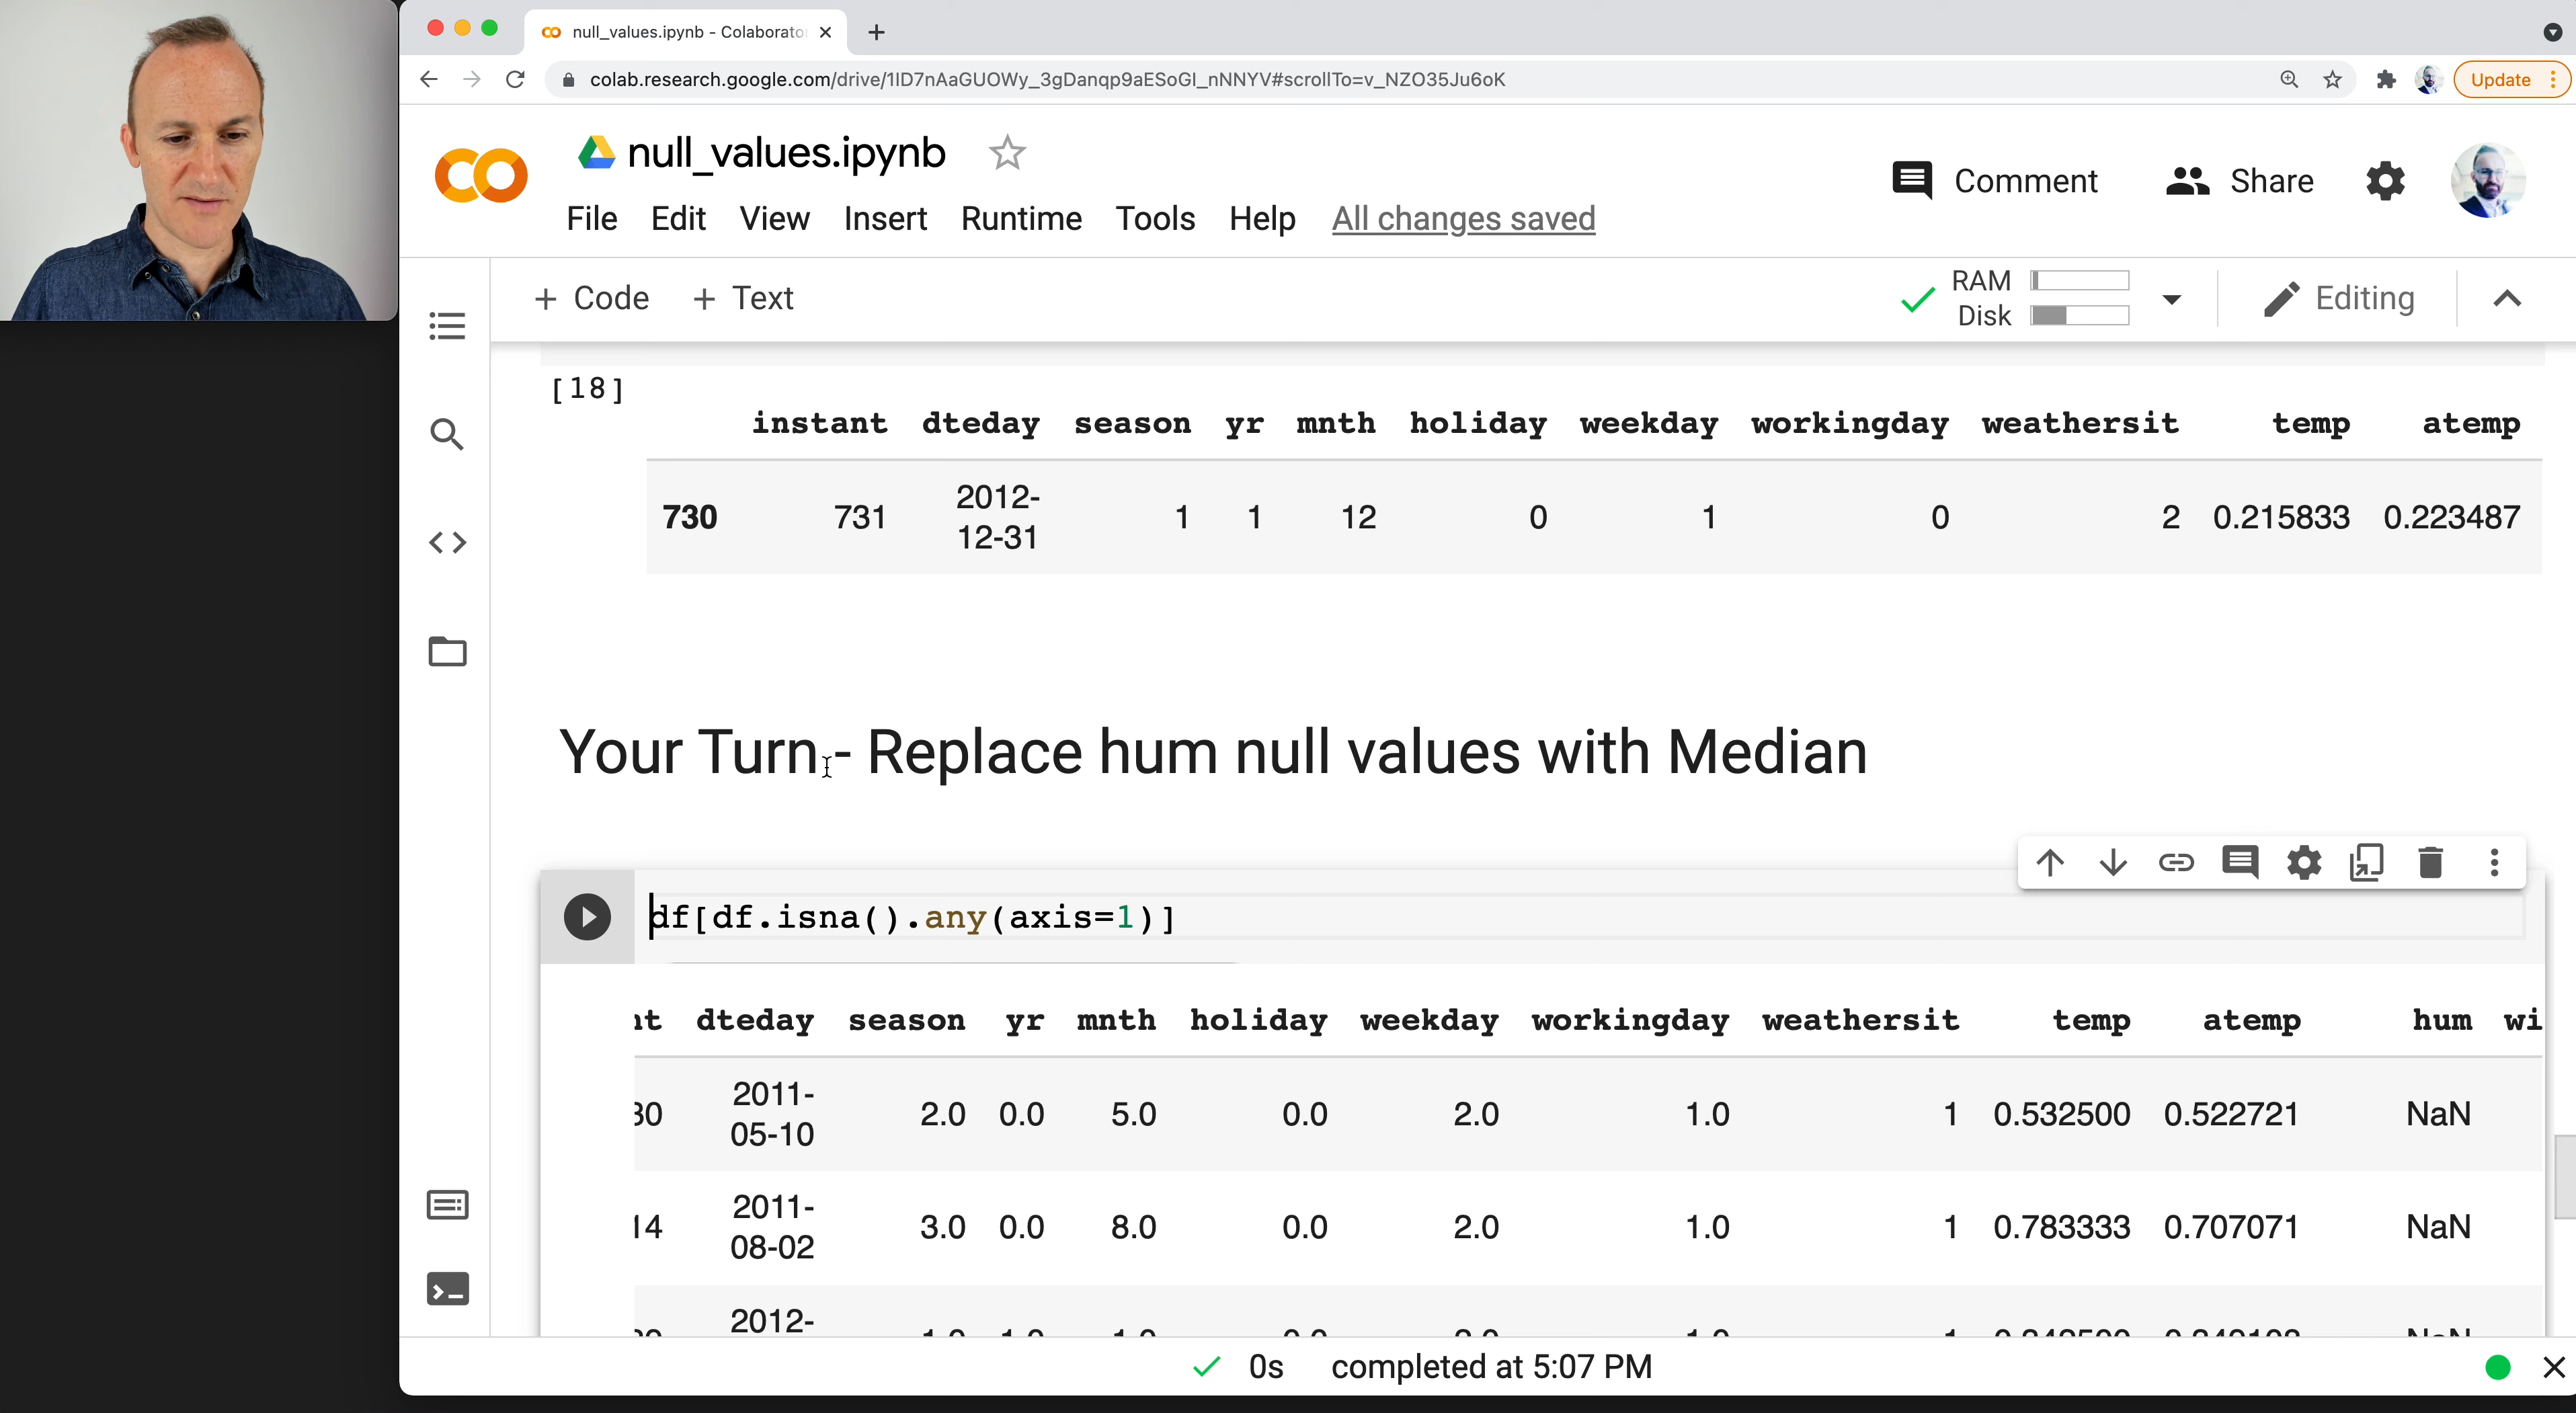 null_values.ipynb - Colaborato
colab.research.google.com/drive/1ID7nAaGUOWy_3gDanqp9aESoGI_nNNYV#scrollTo=v_NZO35Ju6oK
Update
null_values.ipynb
Comment
Share
File Edit View Insert Runtime Tools Help All changes saved
+ Code + Text
RAM
Disk
Editing
[18]
instant dteday season yr mnth holiday weekday workingday weathersit temp atemp
730 731 2012-12-31 1 1 12 0 1 0 2 0.215833 0.223487
Your Turn - Replace hum null values with Median
df[df.isna().any(axis=1)]
nt dteday season yr mnth holiday weekday workingday weathersit temp atemp hum wi
30 2011-05-10 2.0 0.0 5.0 0.0 2.0 1.0 1 0.532500 0.522721 NaN
14 2011-08-02 3.0 0.0 8.0 0.0 2.0 1.0 1 0.783333 0.707071 NaN
2012-
0s completed at 5:07 PM